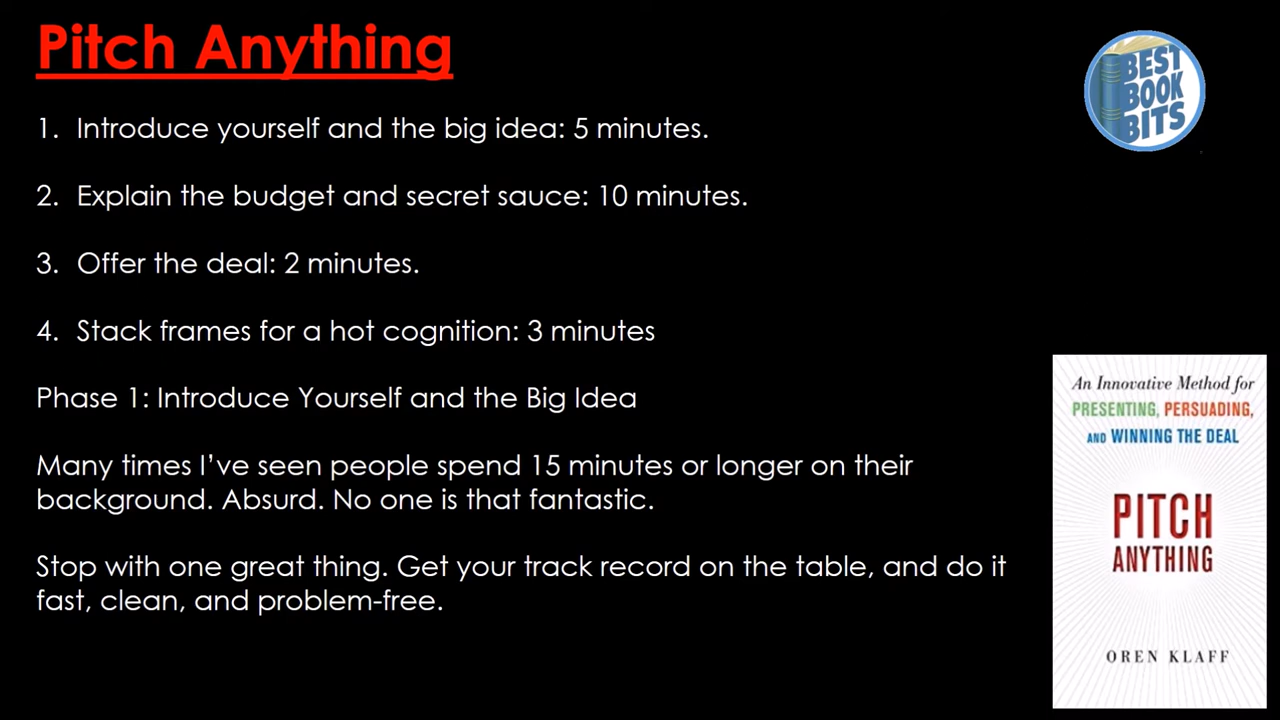 Pitch Anything
BEST
BOOK
BITS
1. Introduce yourself and the big idea: 5 minutes.
2. Explain the budget and secret sauce: 10 minutes.
3. Offer the deal: 2 minutes.
4. Stack frames for a hot cognition: 3 minutes
Phase 1: Introduce Yourself and the Big Idea
Many times I’ve seen people spend 15 minutes or longer on their
background. Absurd. No one is that fantastic.
Stop with one great thing. Get your track record on the table, and do it
fast, clean, and problem-free.
An Innovative Method for
PRESENTING, PERSUADING,
AND WINNING THE DEAL
PITCH
ANYTHING
OREN KLAFF